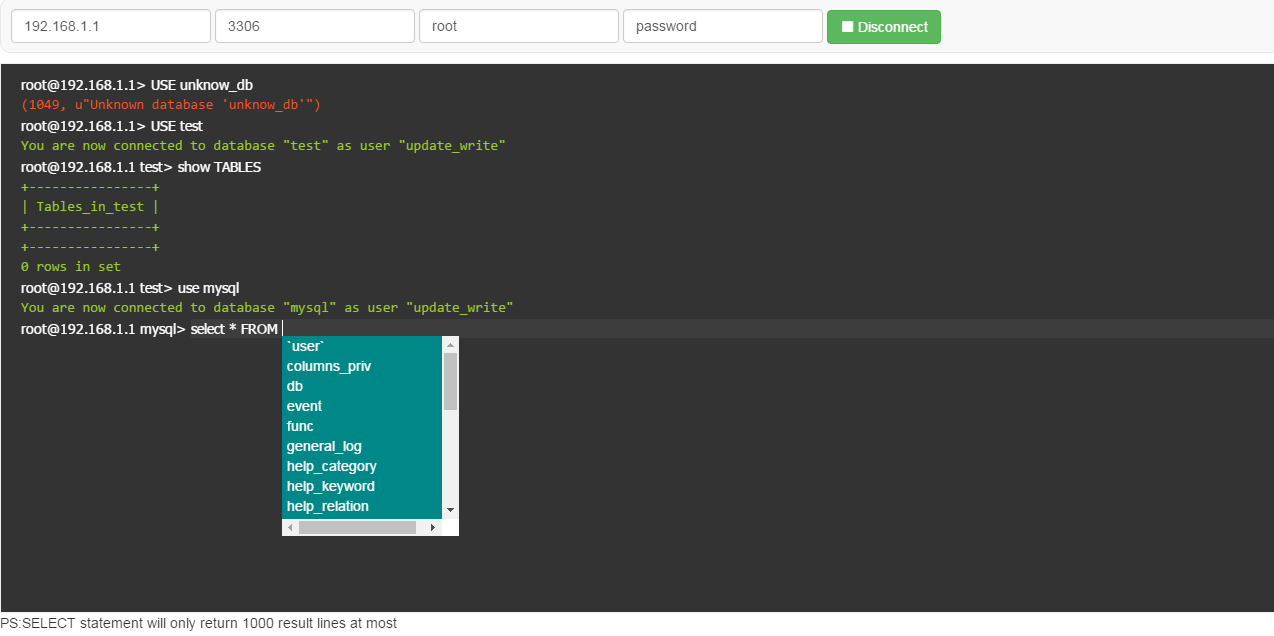 192.168.1.1 3306 root password Disconnect
root@192.168.1.1> USE unknow_db
(1049, u"Unknown database 'unknow_db'")
root@192.168.1.1> USE test
You are now connected to database "test" as user "update_write"
root@192.168.1.1 test> show TABLES
+----------------+
| Tables_in_test |
+----------------+
+----------------+
0 rows in set
root@192.168.1.1 test> use mysql
You are now connected to database "mysql" as user "update_write"
root@192.168.1.1 mysql> select * FROM
`user`
columns_priv
db
event
func
general_log
help_category
help_keyword
help_relation
PS:SELECT statement will only return 1000 result lines at most